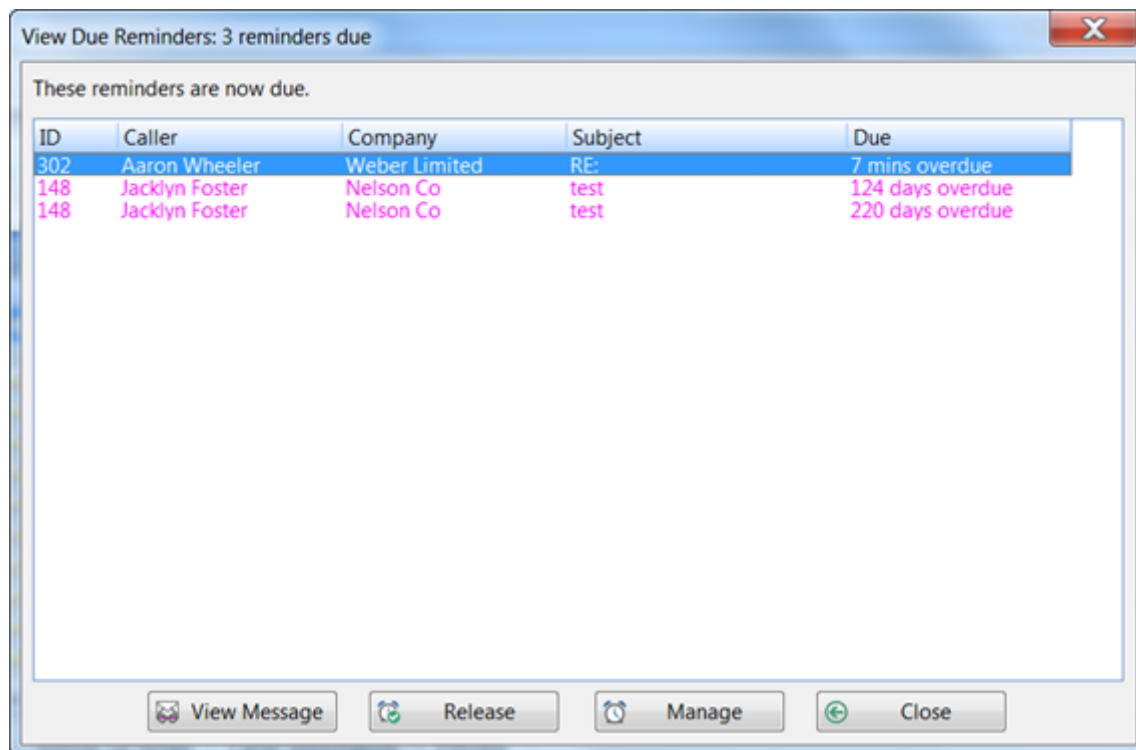 View Due Reminders: 3 reminders due
These reminders are now due.
ID Caller Company Subject Due
302 Aaron Wheeler Weber Limited RE: 7 mins overdue
148 Jacklyn Foster Nelson Co test 124 days overdue
148 Jacklyn Foster Nelson Co test 220 days overdue
View Message Release Manage Close